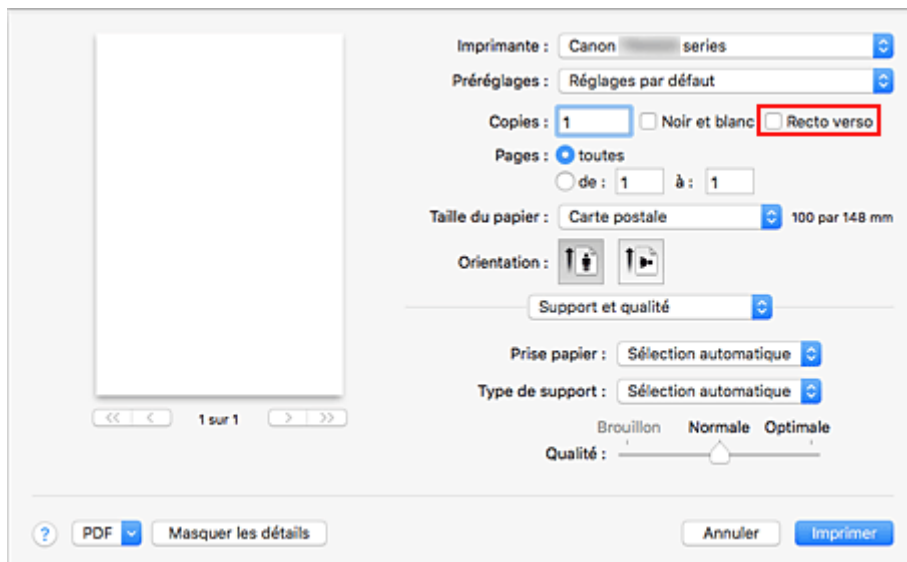 Imprimante : Canon series
Préréglages : Réglages par défaut
Copies : 1 Noir et blanc Recto verso
Pages : toutes
de : 1 à : 1
Taille du papier : Carte postale 100 par 148 mm
Orientation :
Support et qualité
Prise papier : Sélection automatique
Type de support : Sélection automatique
Brouillon Normale Optimale
Qualité :
<< < 1 sur 1 > >>
? PDF Masquer les détails Annuler Imprimer